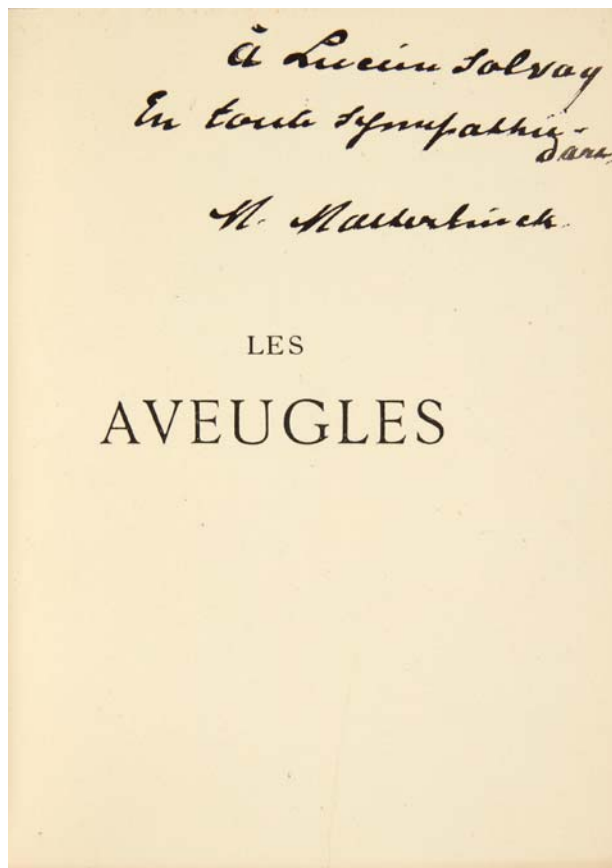 à Lucien Solvay
En toute sympathie
M. Maeterlinck
LES
AVEUGLES